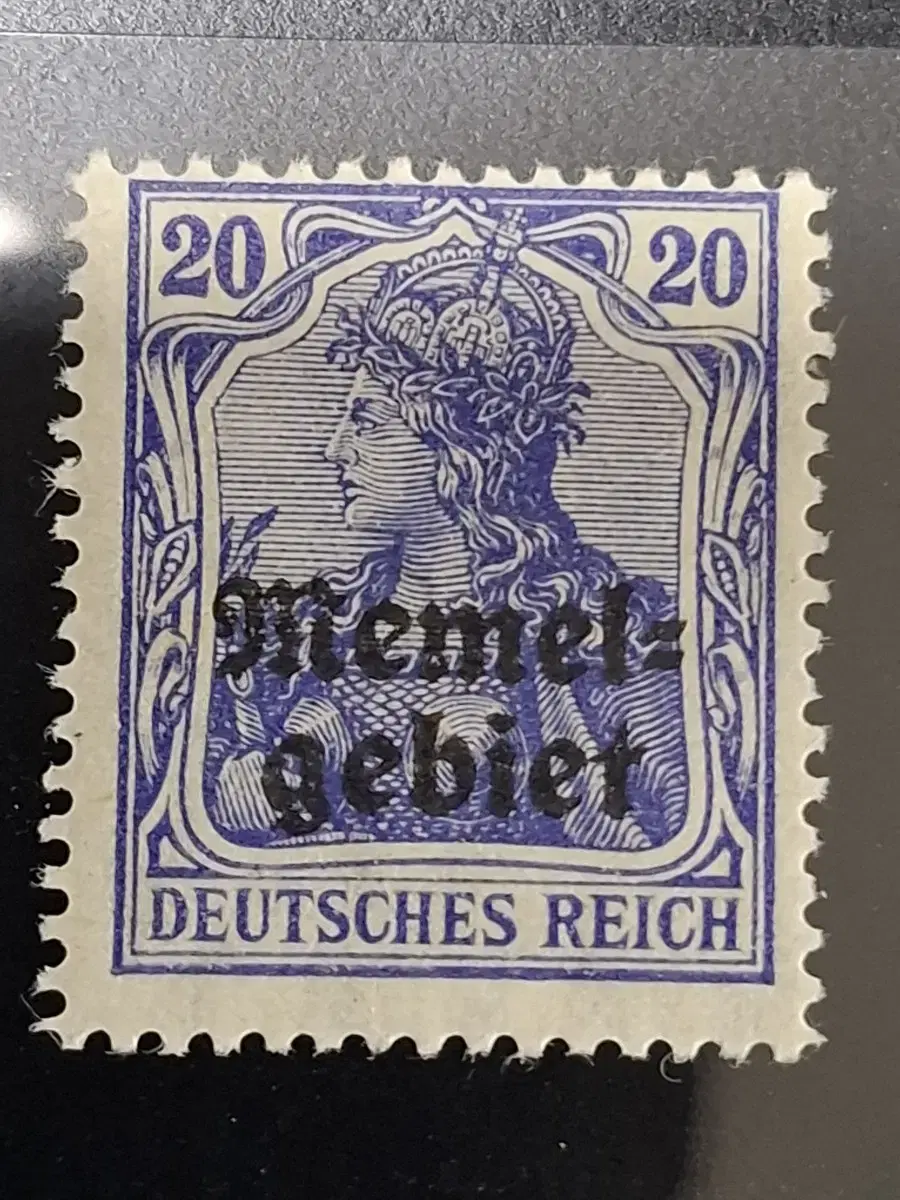 20 20
Memel=
gebiet
DEUTSCHES REICH